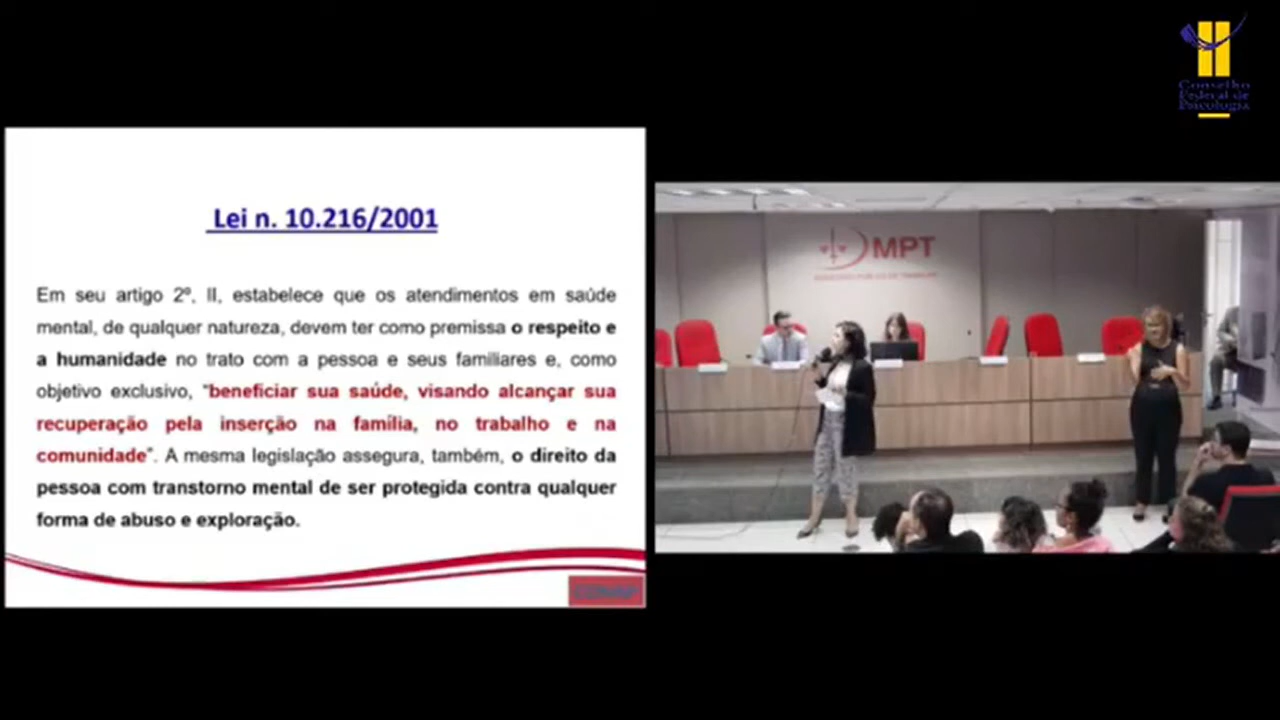 Conselho
Federal de
Psicologia
Lei n. 10.216/2001
Em seu artigo 2º, II, estabelece que os atendimentos em saúde
mental, de qualquer natureza, devem ter como premissa o respeito e
a humanidade no trato com a pessoa e seus familiares e, como
objetivo exclusivo, "beneficiar sua saúde, visando alcançar sua
recuperação pela inserção na família, no trabalho e na
comunidade". A mesma legislação assegura, também, o direito da
pessoa com transtorno mental de ser protegida contra qualquer
forma de abuso e exploração.
MPT